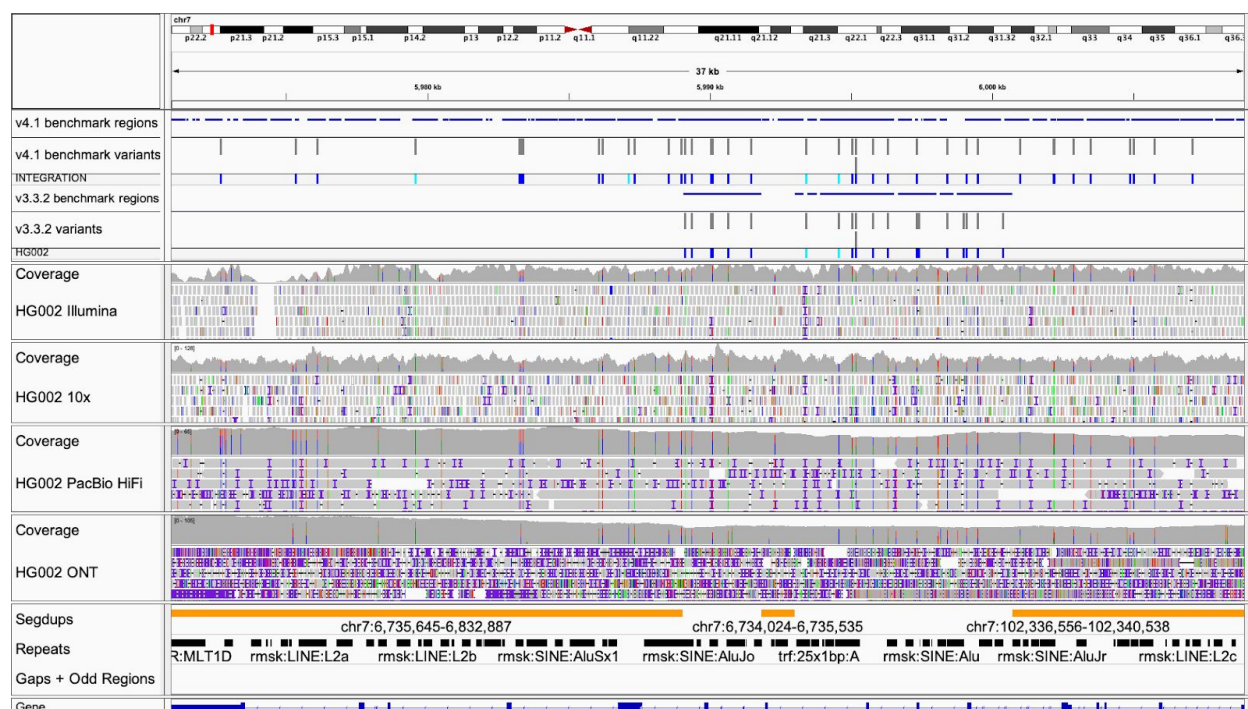 chr7
p22.2 p21.3 p21.2 p15.3 p15.1 p14.2 p13 p12.2 p11.2 q11.1 q11.22 q21.11 q21.12 q21.3 q22.1 q22.3 q31.1 q31.2 q31.32 q32.1 q33 q34 q35 q36.1
37 kb
5,980 kb 5,990 kb 6,000 kb
v4.1 benchmark regions
v4.1 benchmark variants
INTEGRATION
v3.3.2 benchmark regions
v3.3.2 variants
HG002
Coverage
HG002 Illumina
Coverage
HG002 10x
Coverage
HG002 PacBio HiFi
Coverage
HG002 ONT
Segdups
chr7:6,735,645-6,832,887 chr7:6,734,024-6,735,535 chr7:102,336,556-102,340,538
Repeats
R:MLT1D rmsk:LINE:L2a rmsk:LINE:L2b rmsk:SINE:AluSx1 rmsk:SINE:AluJo trf:25x1bp:A rmsk:SINE:Alu rmsk:SINE:AluJr rmsk:LINE:L2c
Gaps + Odd Regions
Gene